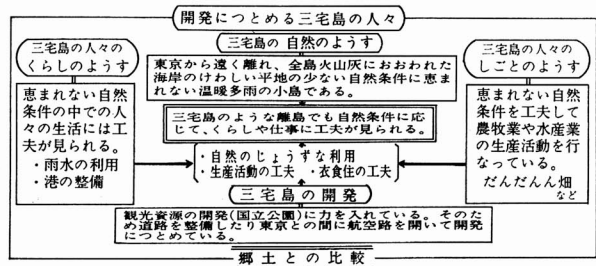 開発につとめる三宅島の人々
三宅島の自然のようす
東京から遠く離れ、全島火山灰におおわれた
海岸のけわしい平地の少ない自然条件に恵ま
れない温暖多雨の小島である。
三宅島の人々の
くらしのようす
恵まれない自然
条件の中での人
々の生活には工
夫が見られる。
・雨水の利用
・港の整備
三宅島のような離島でも自然条件に応
じて、くらしや仕事に工夫が見られる。
・自然のじょうずな利用
・生産活動の工夫 ・衣食住の工夫
三宅島の人々の
しごとのようす
恵まれない自然
条件を工夫して
農牧業や水産業
の生産活動を行
なっている。
だんだんん畑
など
三宅島の開発
観光資源の開発(国立公園)に力を入れている。そのた
め道路を整備したり東京との間に航空路を開いて開発
につとめている。
郷土との比較